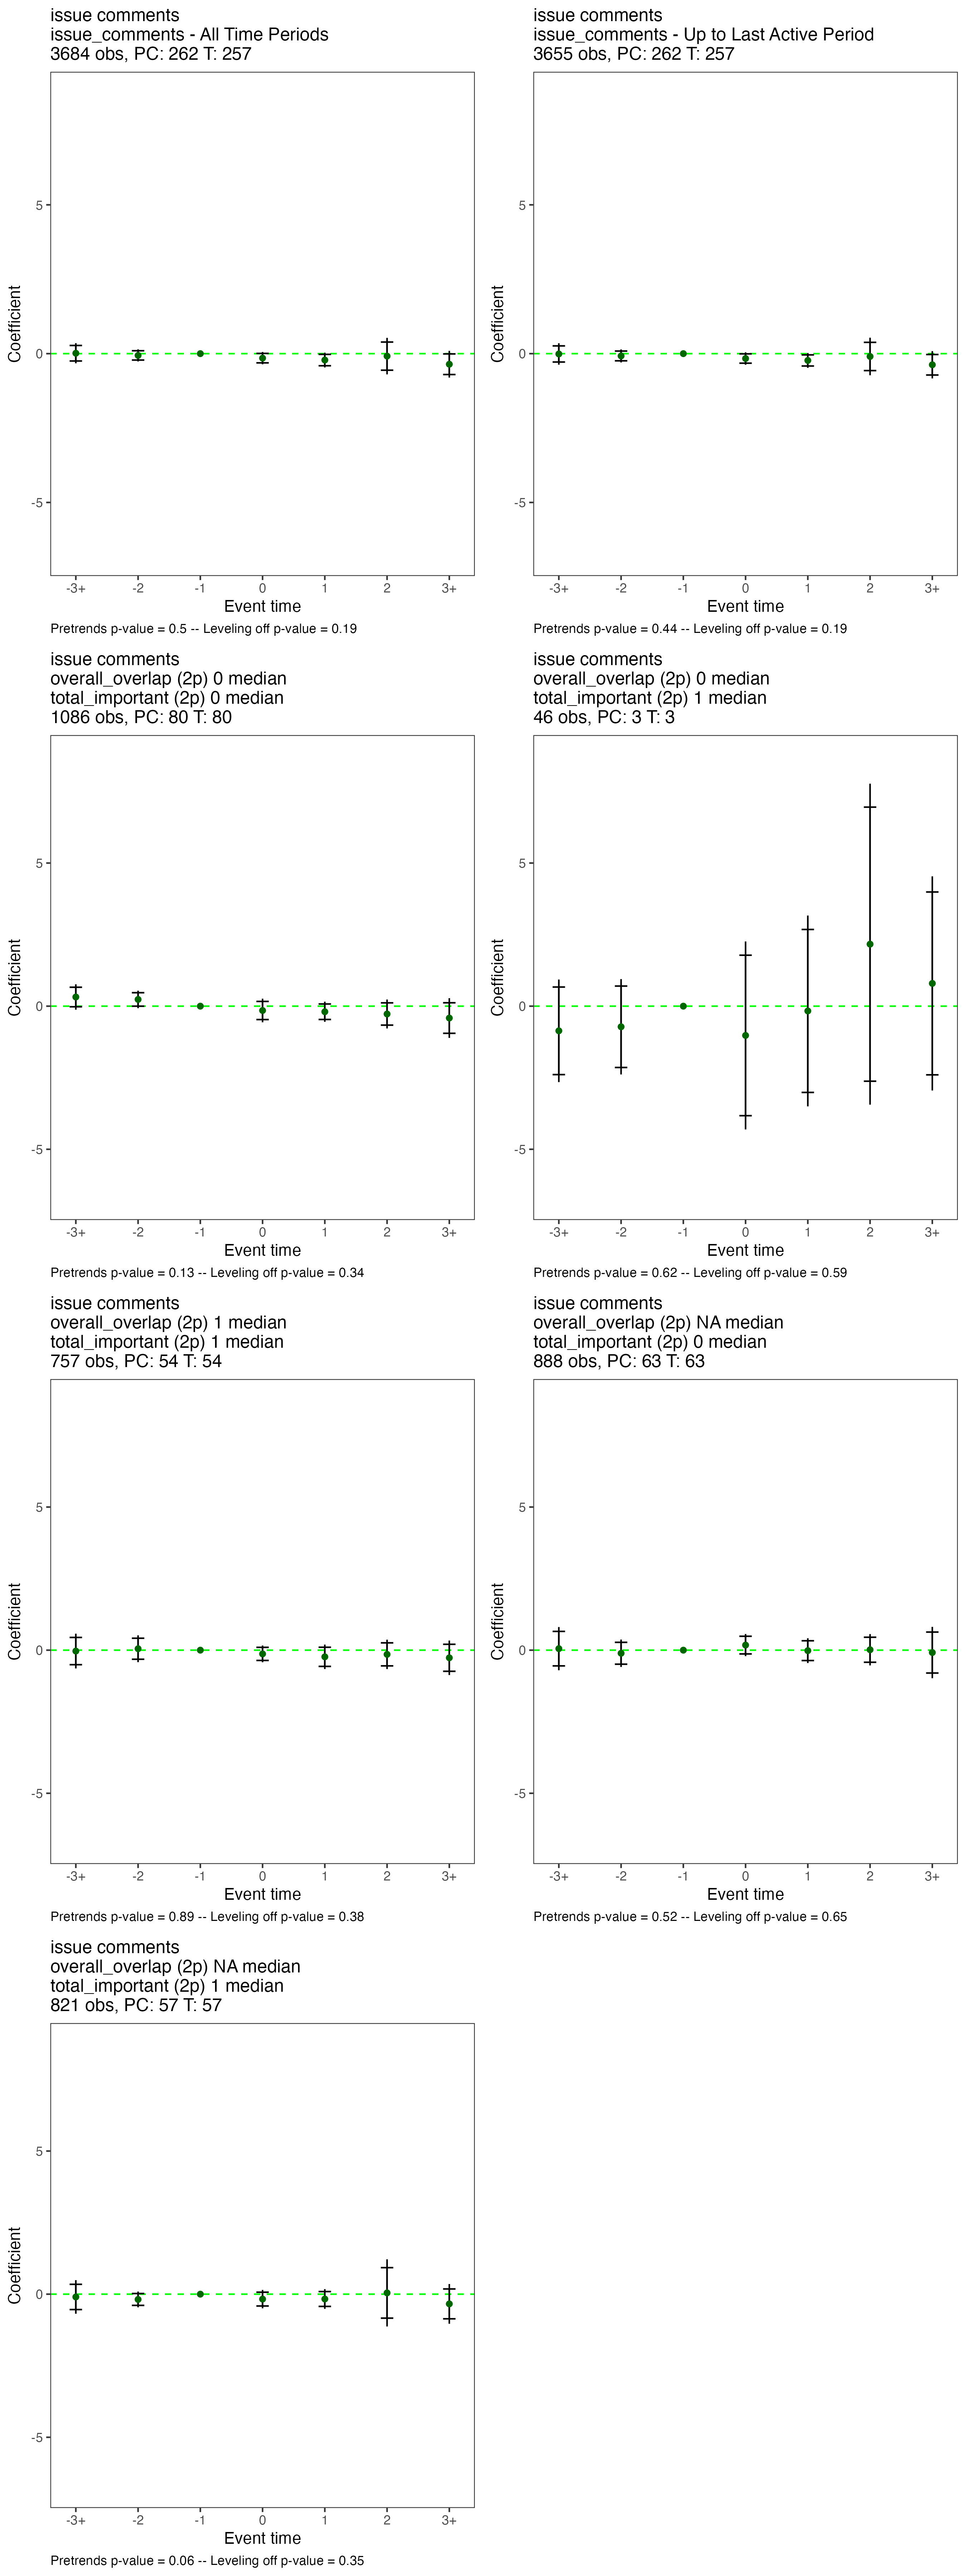 issue comments
issue_comments - All Time Periods
3684 obs, PC: 262 T: 257
Coefficient
5
0
-5
-3+ -2 -1 0 1 2 3+
Event time
Pretrends p-value = 0.5 -- Leveling off p-value = 0.19
issue comments
issue_comments - Up to Last Active Period
3655 obs, PC: 262 T: 257
Coefficient
5
0
-5
-3+ -2 -1 0 1 2 3+
Event time
Pretrends p-value = 0.44 -- Leveling off p-value = 0.19
issue comments
overall_overlap (2p) 0 median
total_important (2p) 0 median
1086 obs, PC: 80 T: 80
Coefficient
5
0
-5
-3+ -2 -1 0 1 2 3+
Event time
Pretrends p-value = 0.13 -- Leveling off p-value = 0.34
issue comments
overall_overlap (2p) 0 median
total_important (2p) 1 median
46 obs, PC: 3 T: 3
Coefficient
5
0
-5
-3+ -2 -1 0 1 2 3+
Event time
Pretrends p-value = 0.62 -- Leveling off p-value = 0.59
issue comments
overall_overlap (2p) 1 median
total_important (2p) 1 median
757 obs, PC: 54 T: 54
Coefficient
5
0
-5
-3+ -2 -1 0 1 2 3+
Event time
Pretrends p-value = 0.89 -- Leveling off p-value = 0.38
issue comments
overall_overlap (2p) NA median
total_important (2p) 0 median
888 obs, PC: 63 T: 63
Coefficient
5
0
-5
-3+ -2 -1 0 1 2 3+
Event time
Pretrends p-value = 0.52 -- Leveling off p-value = 0.65
issue comments
overall_overlap (2p) NA median
total_important (2p) 1 median
821 obs, PC: 57 T: 57
Coefficient
5
0
-5
-3+ -2 -1 0 1 2 3+
Event time
Pretrends p-value = 0.06 -- Leveling off p-value = 0.35